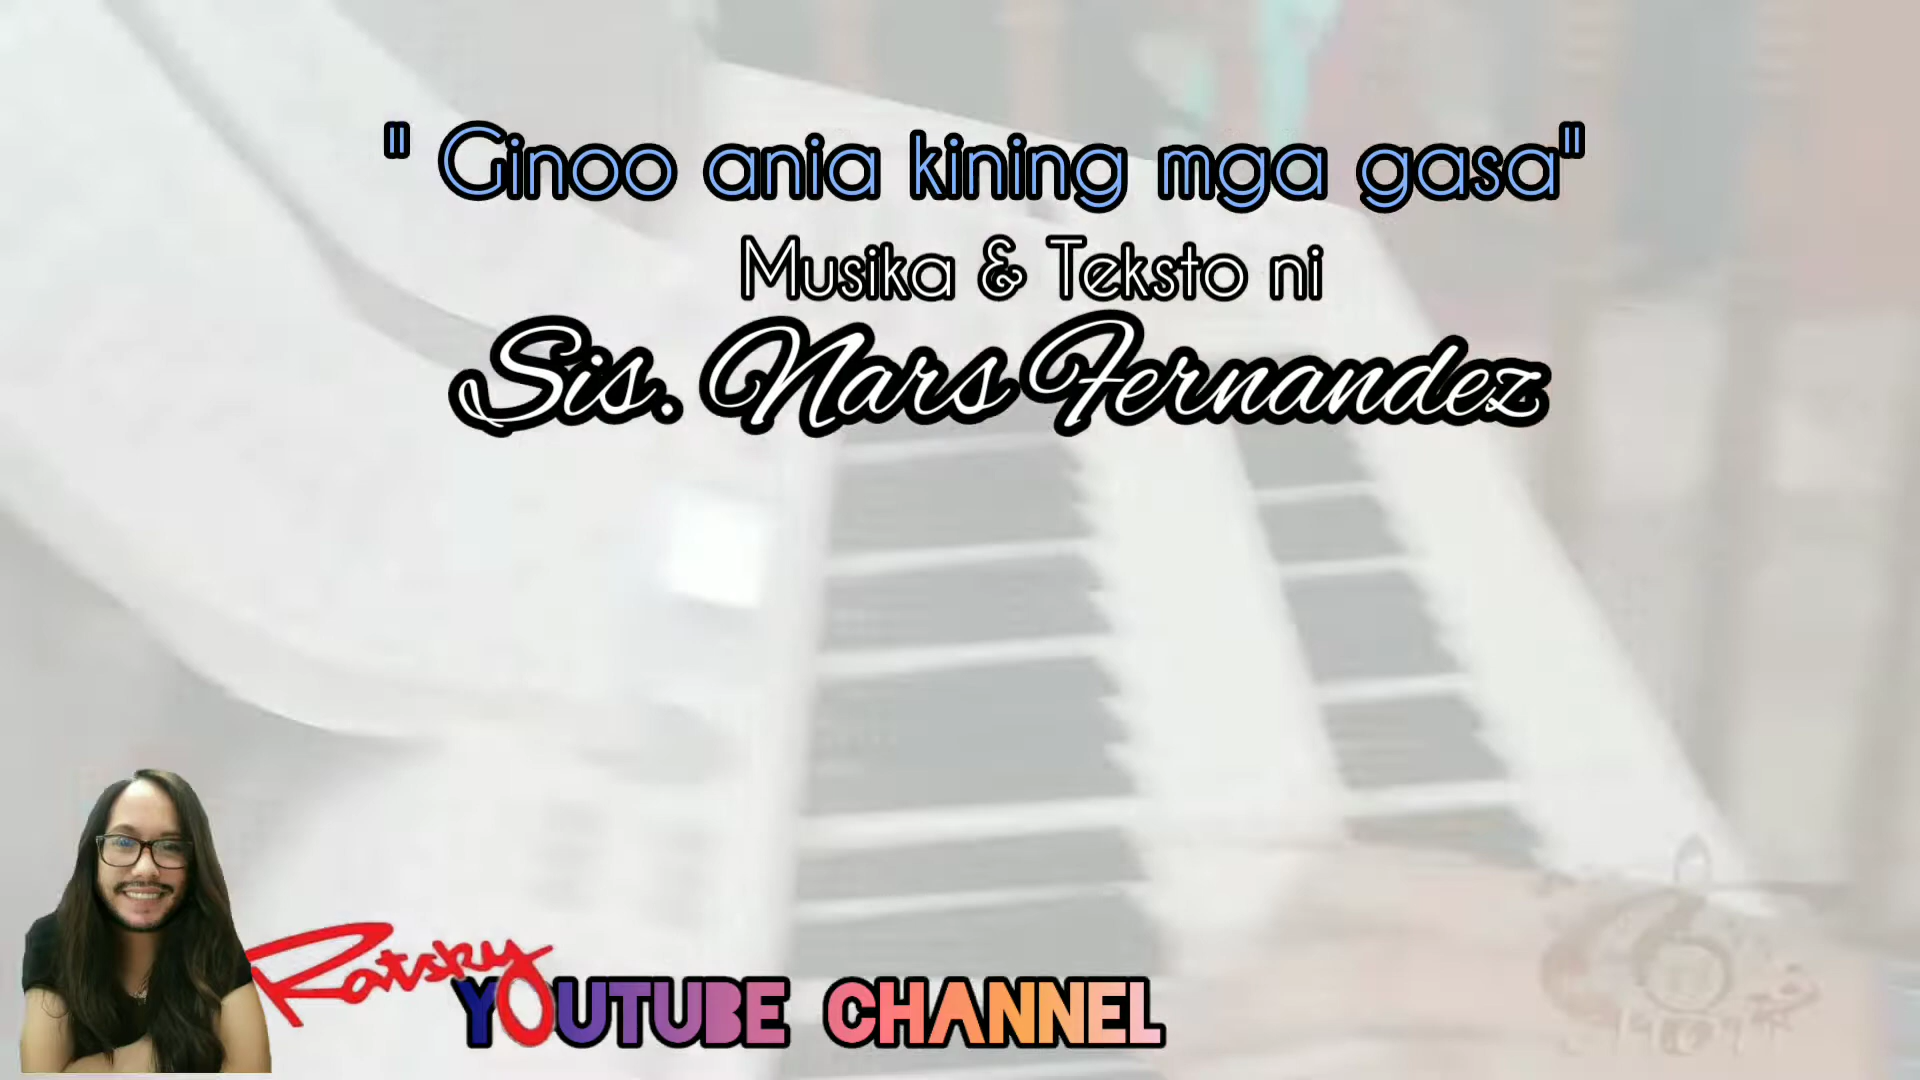 " Ginoo ania kining mga gasa"
Musika & Teksto ni
Sis. Nars Fernandez
Ratsky
YOUTUBE CHANNEL